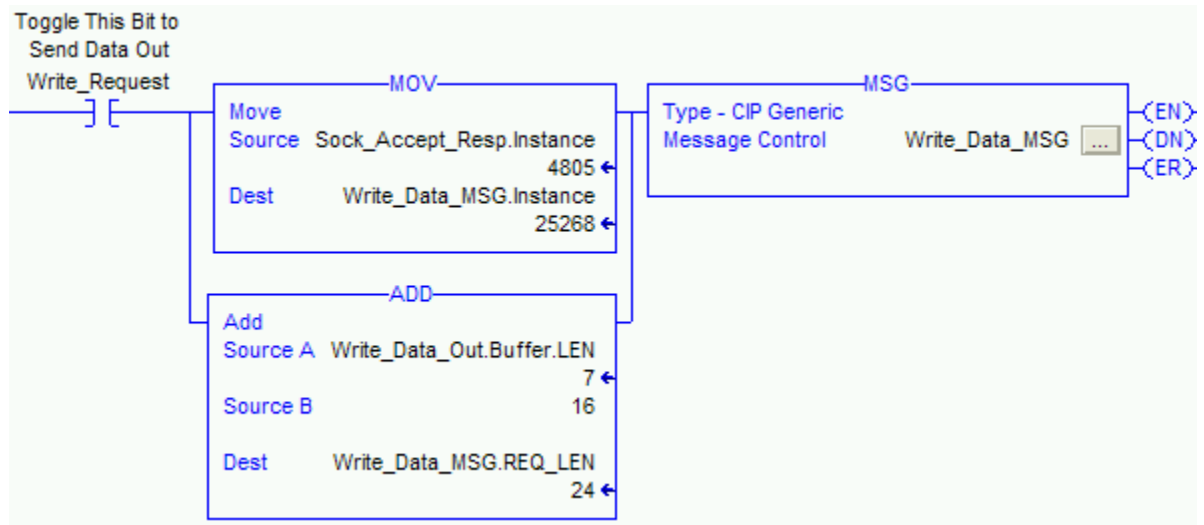 Toggle This Bit to
Send Data Out
Write_Request
MOV
Move
Source Sock_Accept_Resp.Instance
4805
Dest Write_Data_MSG.Instance
25268
ADD
Add
Source A Write_Data_Out.Buffer.LEN
7
Source B 16
Dest Write_Data_MSG.REQ_LEN
24
MSG
Type - CIP Generic
Message Control Write_Data_MSG ...
EN
DN
ER